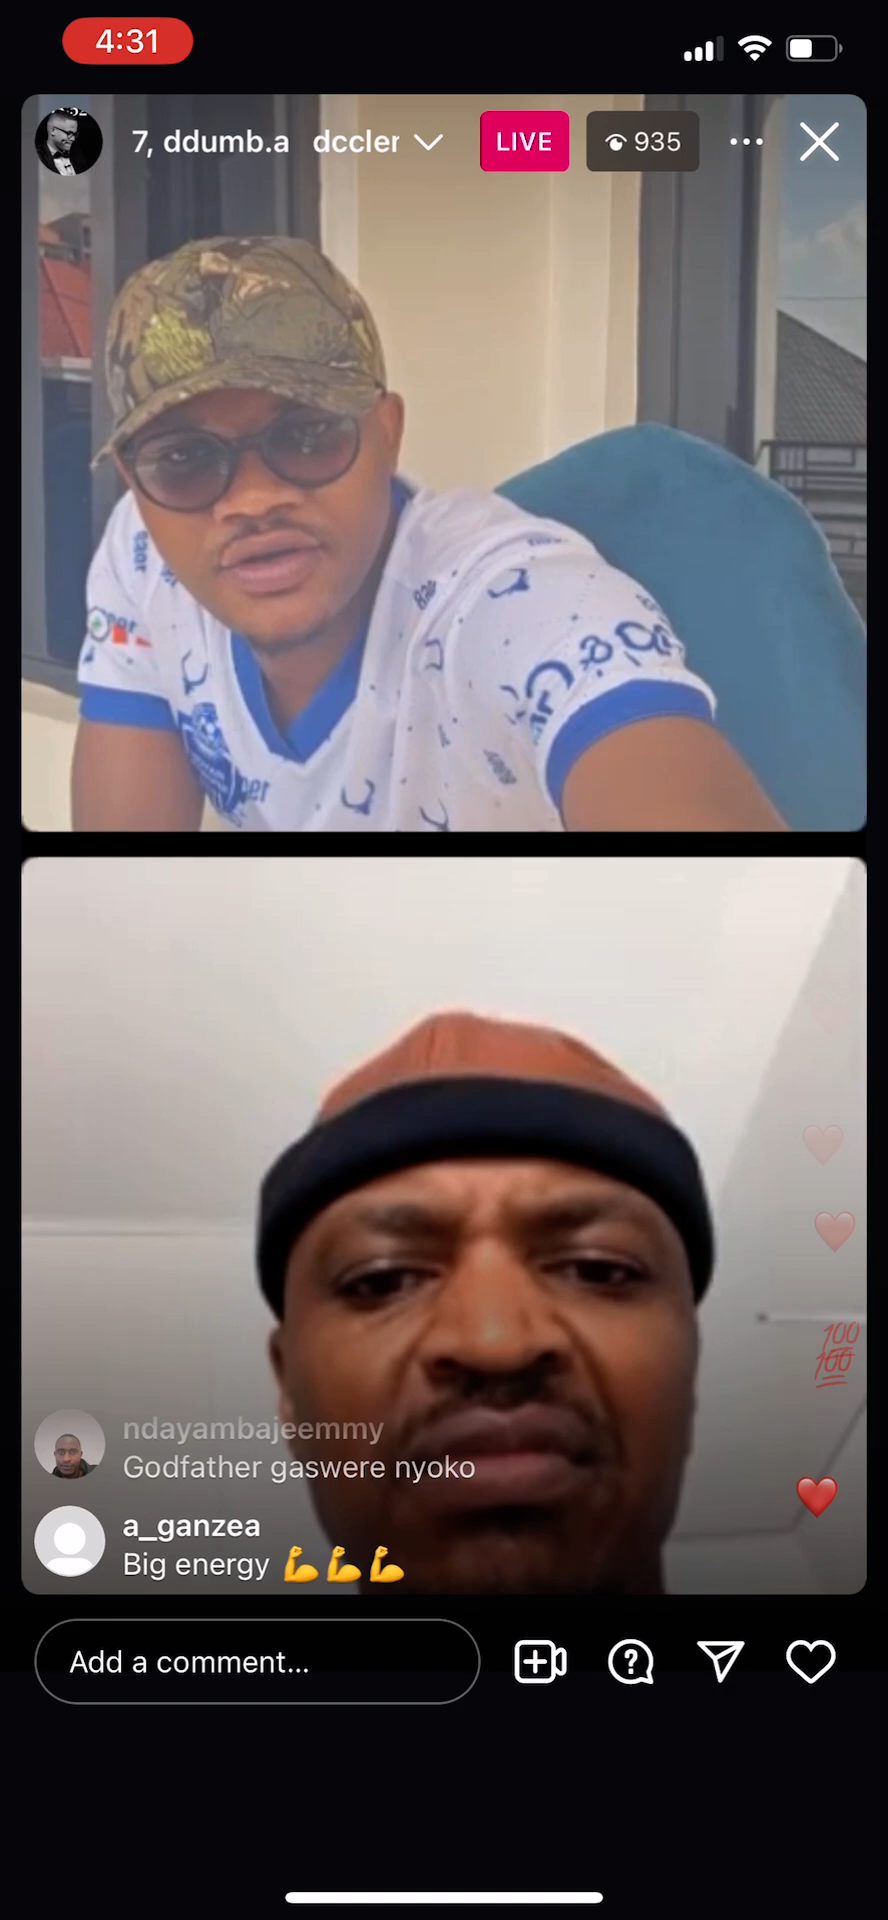 4:31
7, ddumb.a dccler
LIVE
935
ndayambajeemmy
Godfather gaswere nyoko
a_ganzea
Big energy 💪💪💪
Add a comment...